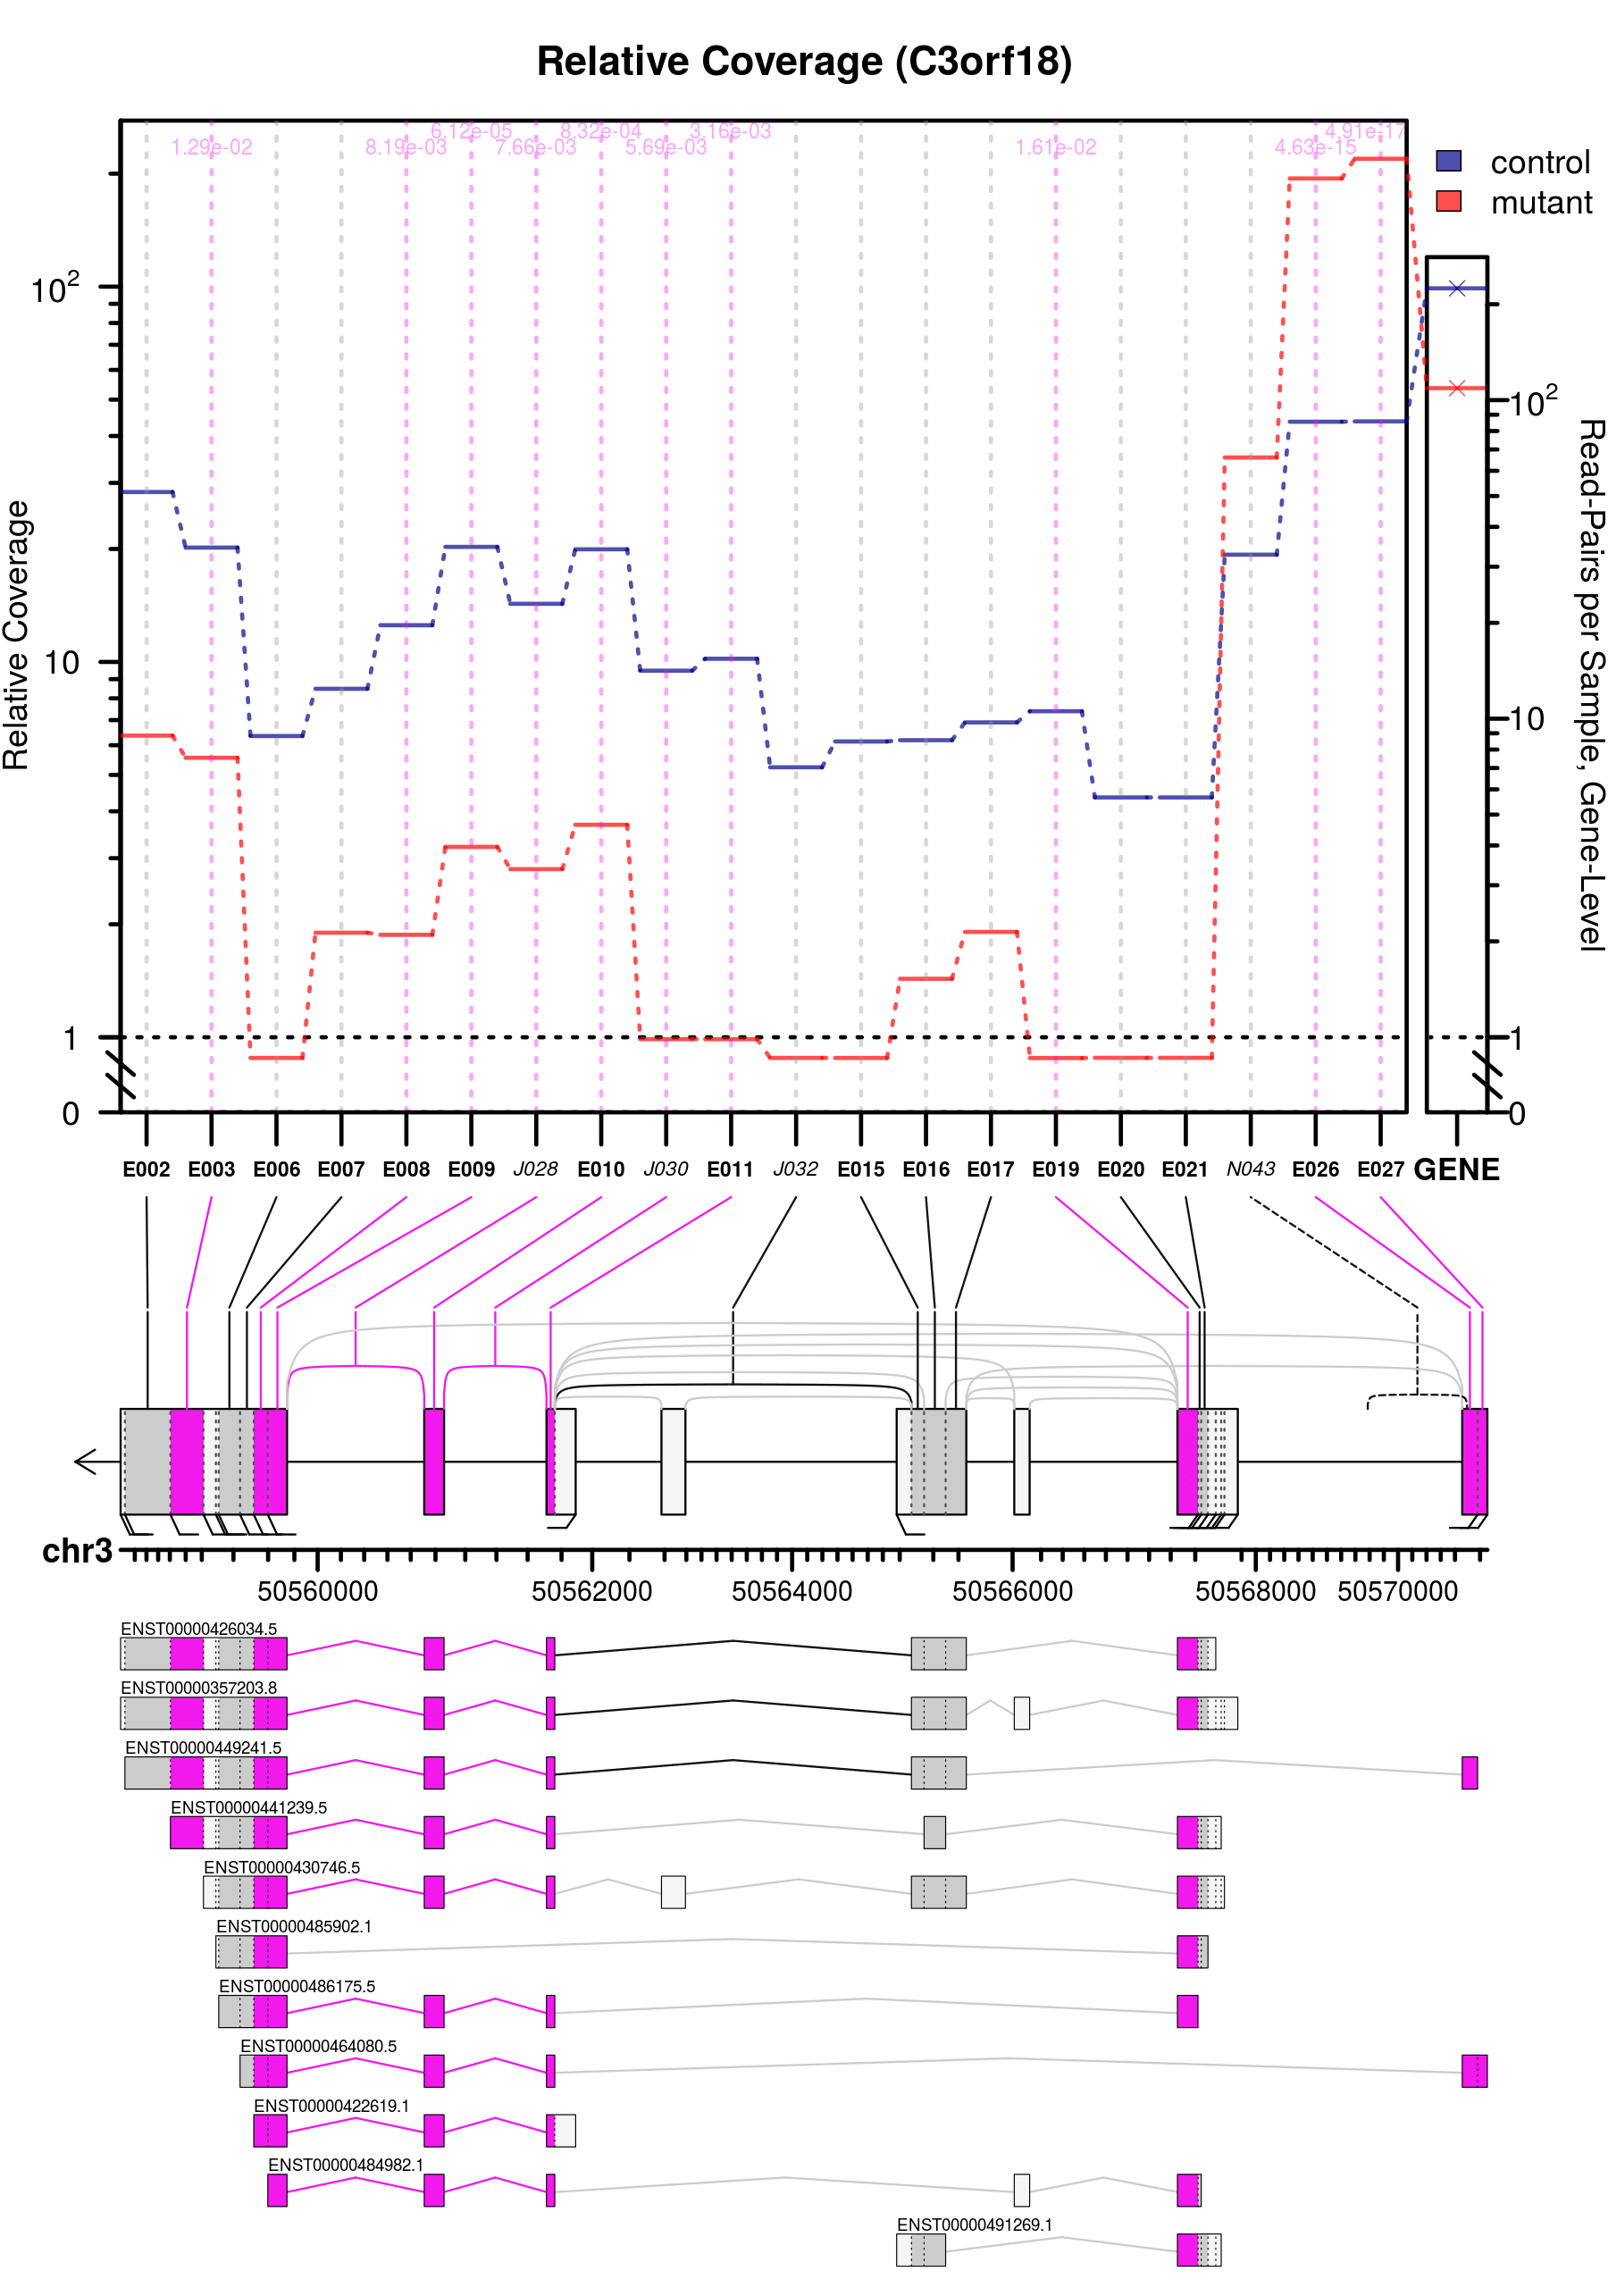 Relative Coverage (C3orf18)
6.12e-05 8.32e-04 3.16e-03 4.91e-17
1.29e-02 8.19e-03 7.66e-03 5.69e-03 1.61e-02 4.63e-15
control
mutant
Relative Coverage
10²
10
1
0
10²
10
1
0
Read-Pairs per Sample, Gene-Level
E002 E003 E006 E007 E008 E009 J028 E010 J030 E011 J032 E015 E016 E017 E019 E020 E021 N043 E026 E027 GENE
chr3
50560000 50562000 50564000 50566000 50568000 50570000
ENST00000426034.5
ENST00000357203.8
ENST00000449241.5
ENST00000441239.5
ENST00000430746.5
ENST00000485902.1
ENST00000486175.5
ENST00000464080.5
ENST00000422619.1
ENST00000484982.1
ENST00000491269.1